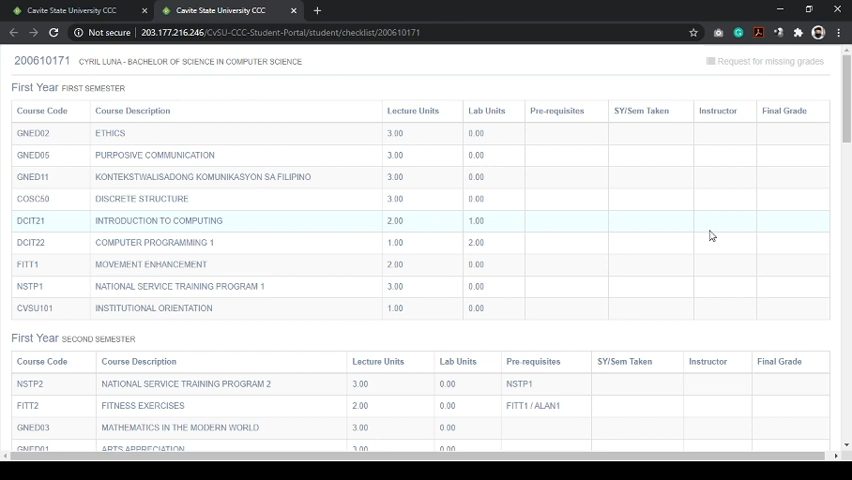 Cavite State University CCC
Cavite State University CCC
Not secure 203.177.216.246/CvSU-CCC-Student-Portal/student/checklist/200610171
200610171 CYRIL LUNA - BACHELOR OF SCIENCE IN COMPUTER SCIENCE Request for missing grades
First Year FIRST SEMESTER
Course Code Course Description Lecture Units Lab Units Pre-requisites SY/Sem Taken Instructor Final Grade
GNED02 ETHICS 3.00 0.00
GNED05 PURPOSIVE COMMUNICATION 3.00 0.00
GNED11 KONTEKSTWALISADONG KOMUNIKASYON SA FILIPINO 3.00 0.00
COSC50 DISCRETE STRUCTURE 3.00 0.00
DCIT21 INTRODUCTION TO COMPUTING 2.00 1.00
DCIT22 COMPUTER PROGRAMMING 1 1.00 2.00
FITT1 MOVEMENT ENHANCEMENT 2.00 0.00
NSTP1 NATIONAL SERVICE TRAINING PROGRAM 1 3.00 0.00
CVSU101 INSTITUTIONAL ORIENTATION 1.00 0.00
First Year SECOND SEMESTER
Course Code Course Description Lecture Units Lab Units Pre-requisites SY/Sem Taken Instructor Final Grade
NSTP2 NATIONAL SERVICE TRAINING PROGRAM 2 3.00 0.00 NSTP1
FITT2 FITNESS EXERCISES 2.00 0.00 FITT1 / ALAN1
GNED03 MATHEMATICS IN THE MODERN WORLD 3.00 0.00
GNED01 ARTS APPRECIATION 3.00 0.00